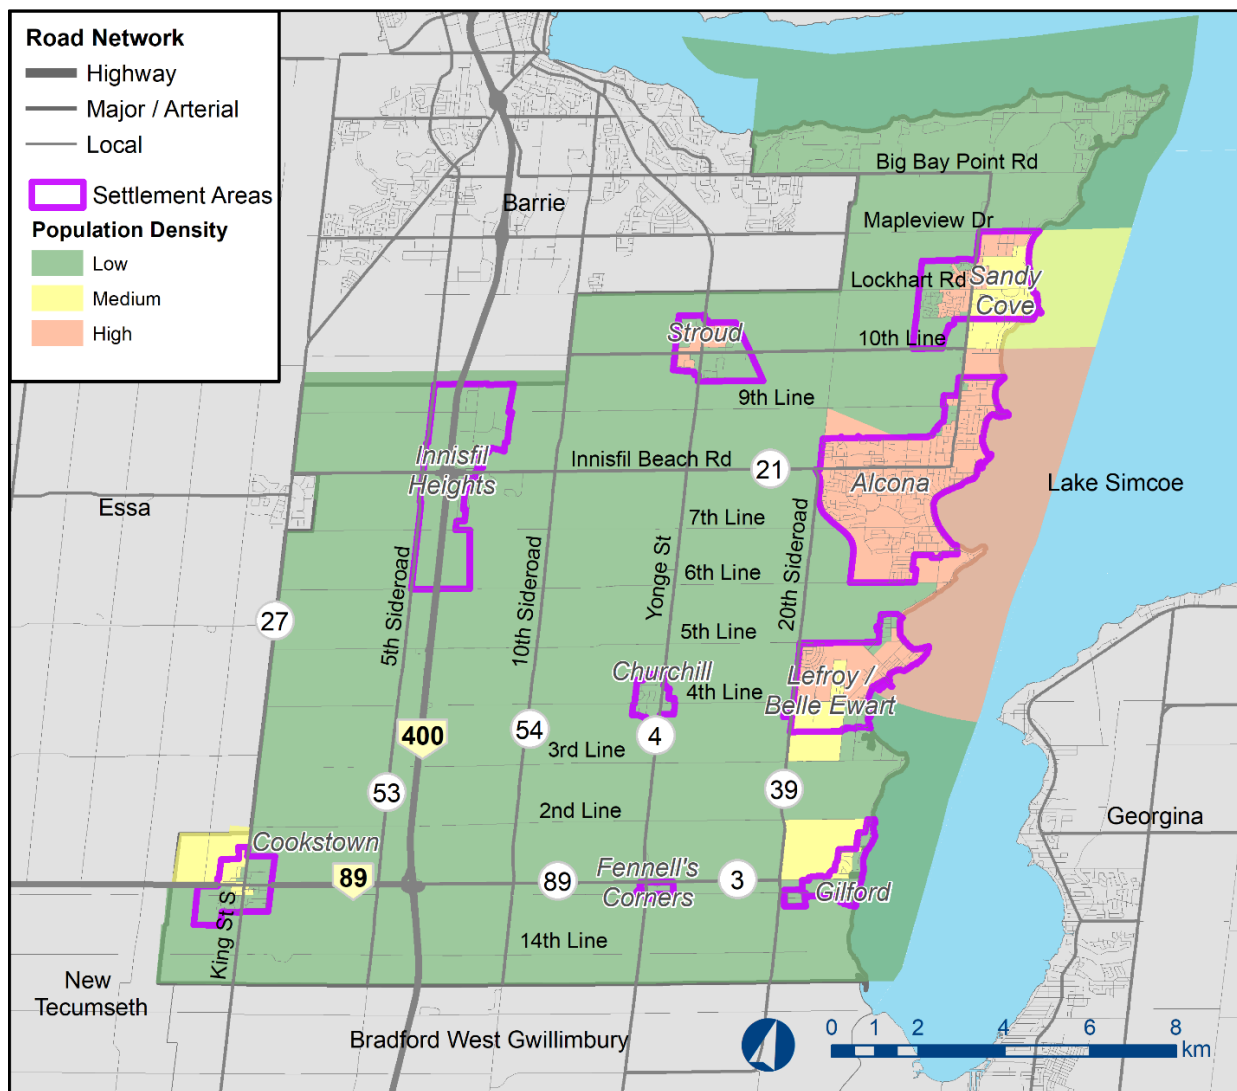 Road Network
Highway
Major / Arterial
Local
Settlement Areas
Population Density
Low
Medium
High
Barrie
Big Bay Point Rd
Mapleview Dr
Lockhart Rd
Sandy
Cove
10th Line
Stroud
9th Line
Innisfil
Heights
Innisfil Beach Rd
21
Alcona
Lake Simcoe
Essa
7th Line
6th Line
5th Sideroad
10th Sideroad
Yonge St
20th Sideroad
27
5th Line
Churchill
4th Line
Lefroy /
Belle Ewart
400
54
4
3rd Line
53
39
2nd Line
Georgina
Cookstown
89
89
Fennell's
Corners
3
Gilford
King St S
14th Line
New
Tecumseth
Bradford West Gwillimbury
0 1 2 4 6 8
km